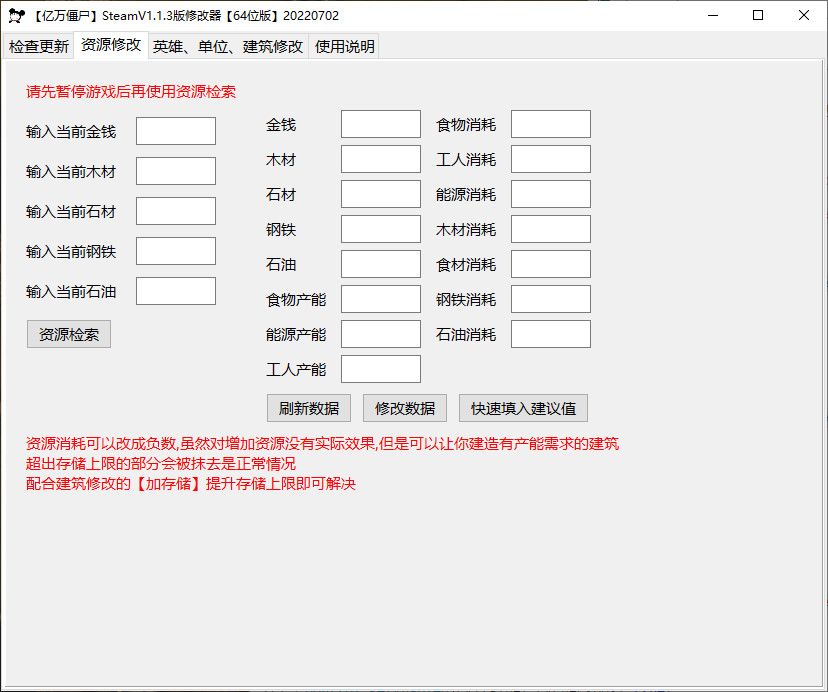 【亿万僵尸】SteamV1.1.3版修改器【64位版】20220702
检查更新 资源修改 英雄、单位、建筑修改 使用说明
请先暂停游戏后再使用资源检索
输入当前金钱
输入当前木材
输入当前石材
输入当前钢铁
输入当前石油
资源检索
金钱 食物消耗
木材 工人消耗
石材 能源消耗
钢铁 木材消耗
石油 食材消耗
食物产能 钢铁消耗
能源产能 石油消耗
工人产能
刷新数据 修改数据 快速填入建议值
资源消耗可以改成负数,虽然对增加资源没有实际效果,但是可以让你建造有产能需求的建筑
超出存储上限的部分会被抹去是正常情况
配合建筑修改的【加存储】提升存储上限即可解决